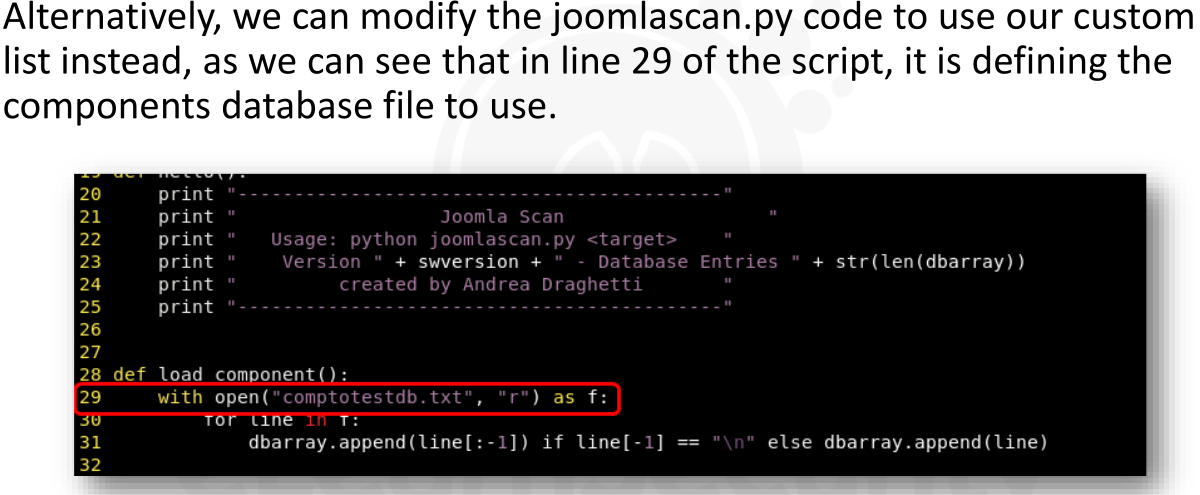 Alternatively, we can modify the joomlascan.py code to use our custom
list instead, as we can see that in line 29 of the script, it is defining the
components database file to use.
19 def hello():
20     print "-------------------------------------------"
21     print "                  Joomla Scan                  "
22     print "   Usage: python joomlascan.py <target>    "
23     print "    Version " + swversion + " - Database Entries " + str(len(dbarray))
24     print "         created by Andrea Draghetti       "
25     print "-------------------------------------------"
26
27
28 def load_component():
29     with open("comptotestdb.txt", "r") as f:
30         for line in f:
31             dbarray.append(line[:-1]) if line[-1] == "\n" else dbarray.append(line)
32